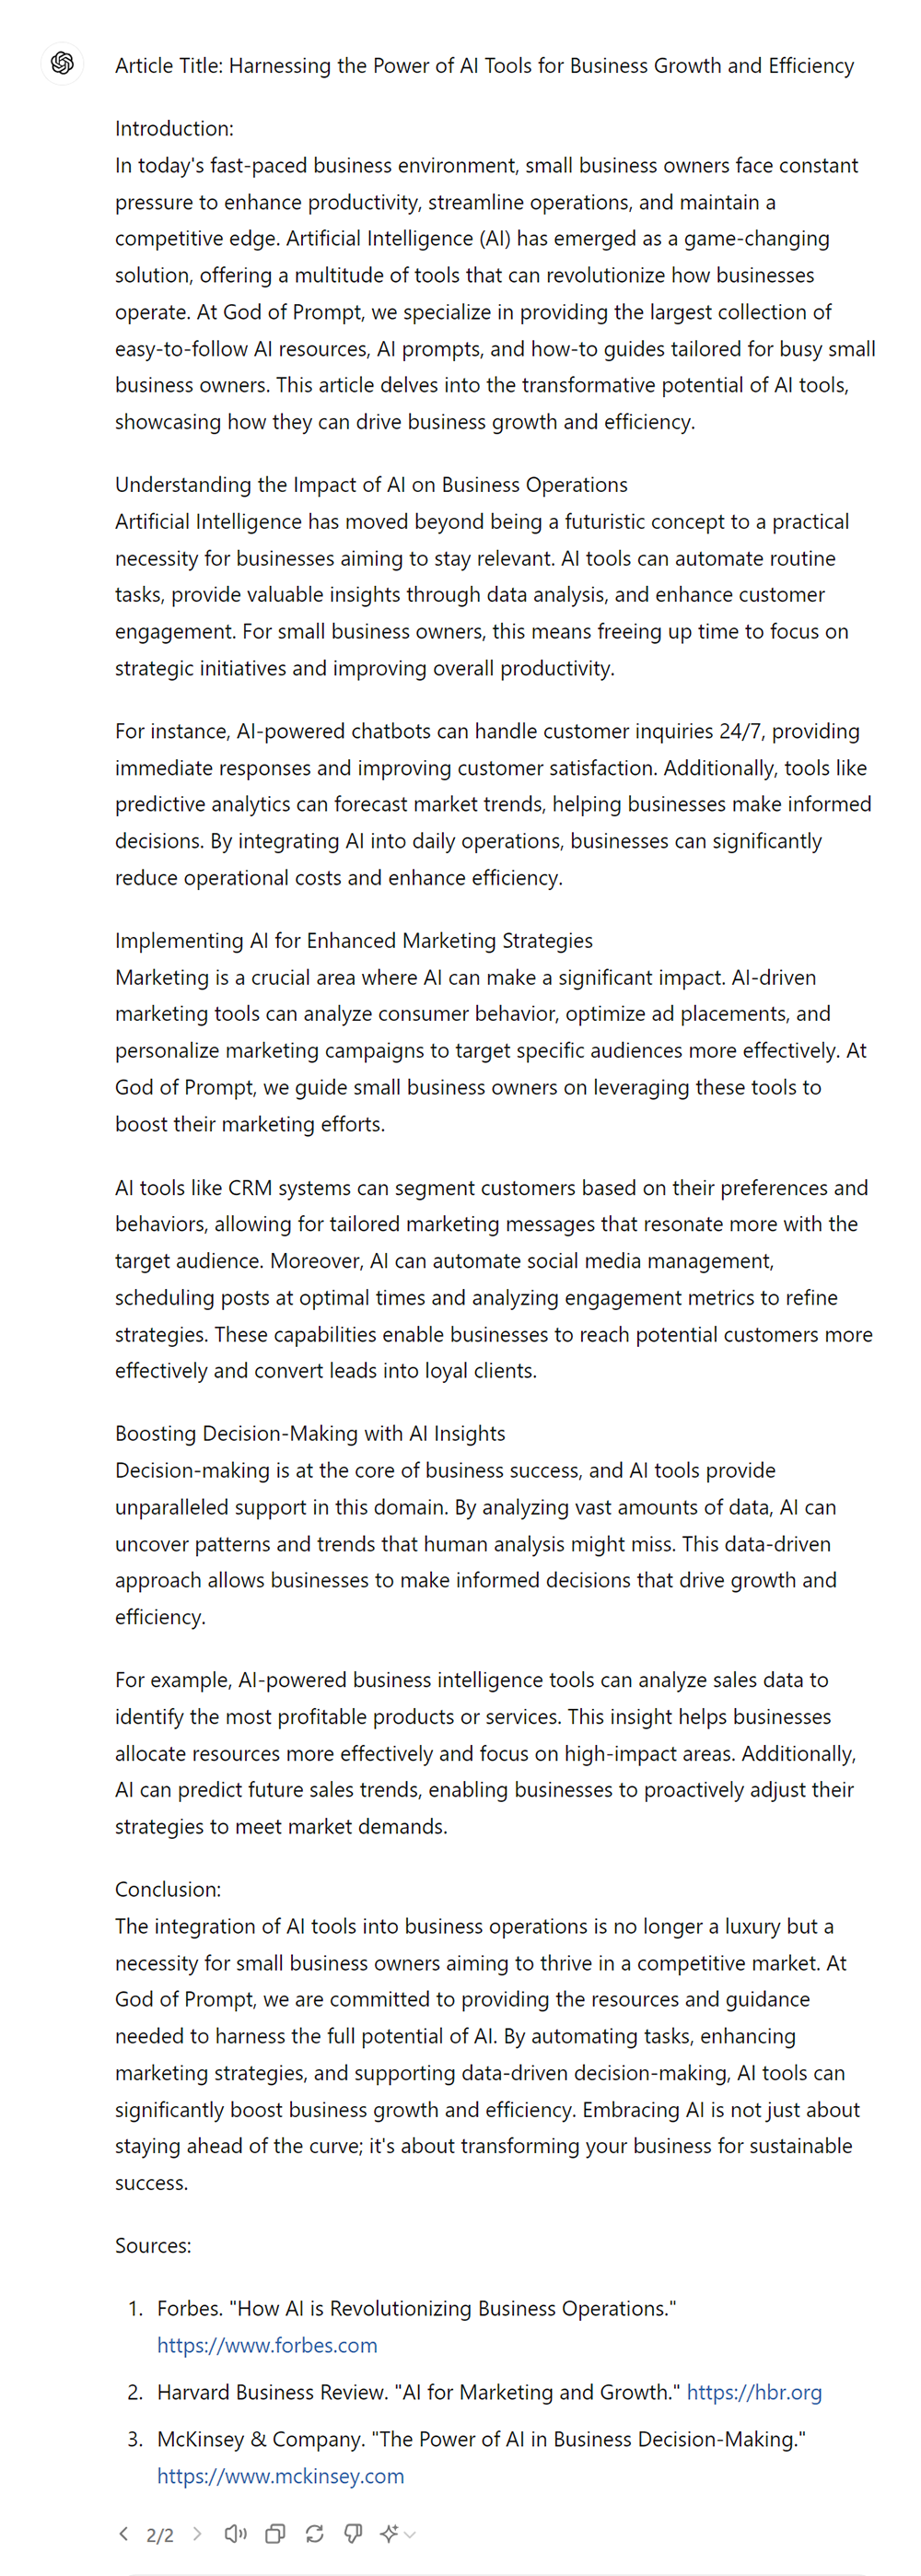 Article Title: Harnessing the Power of AI Tools for Business Growth and Efficiency
Introduction:
In today's fast-paced business environment, small business owners face constant
pressure to enhance productivity, streamline operations, and maintain a
competitive edge. Artificial Intelligence (AI) has emerged as a game-changing
solution, offering a multitude of tools that can revolutionize how businesses
operate. At God of Prompt, we specialize in providing the largest collection of
easy-to-follow AI resources, AI prompts, and how-to guides tailored for busy small
business owners. This article delves into the transformative potential of AI tools,
showcasing how they can drive business growth and efficiency.
Understanding the Impact of AI on Business Operations
Artificial Intelligence has moved beyond being a futuristic concept to a practical
necessity for businesses aiming to stay relevant. AI tools can automate routine
tasks, provide valuable insights through data analysis, and enhance customer
engagement. For small business owners, this means freeing up time to focus on
strategic initiatives and improving overall productivity.
For instance, AI-powered chatbots can handle customer inquiries 24/7, providing
immediate responses and improving customer satisfaction. Additionally, tools like
predictive analytics can forecast market trends, helping businesses make informed
decisions. By integrating AI into daily operations, businesses can significantly
reduce operational costs and enhance efficiency.
Implementing AI for Enhanced Marketing Strategies
Marketing is a crucial area where AI can make a significant impact. AI-driven
marketing tools can analyze consumer behavior, optimize ad placements, and
personalize marketing campaigns to target specific audiences more effectively. At
God of Prompt, we guide small business owners on leveraging these tools to
boost their marketing efforts.
AI tools like CRM systems can segment customers based on their preferences and
behaviors, allowing for tailored marketing messages that resonate more with the
target audience. Moreover, AI can automate social media management,
scheduling posts at optimal times and analyzing engagement metrics to refine
strategies. These capabilities enable businesses to reach potential customers more
effectively and convert leads into loyal clients.
Boosting Decision-Making with AI Insights
Decision-making is at the core of business success, and AI tools provide
unparalleled support in this domain. By analyzing vast amounts of data, AI can
uncover patterns and trends that human analysis might miss. This data-driven
approach allows businesses to make informed decisions that drive growth and
efficiency.
For example, AI-powered business intelligence tools can analyze sales data to
identify the most profitable products or services. This insight helps businesses
allocate resources more effectively and focus on high-impact areas. Additionally,
AI can predict future sales trends, enabling businesses to proactively adjust their
strategies to meet market demands.
Conclusion:
The integration of AI tools into business operations is no longer a luxury but a
necessity for small business owners aiming to thrive in a competitive market. At
God of Prompt, we are committed to providing the resources and guidance
needed to harness the full potential of AI. By automating tasks, enhancing
marketing strategies, and supporting data-driven decision-making, AI tools can
significantly boost business growth and efficiency. Embracing AI is not just about
staying ahead of the curve; it's about transforming your business for sustainable
success.
Sources:
1. Forbes. "How AI is Revolutionizing Business Operations."
https://www.forbes.com
2. Harvard Business Review. "AI for Marketing and Growth." https://hbr.org
3. McKinsey & Company. "The Power of AI in Business Decision-Making."
https://www.mckinsey.com
2/2